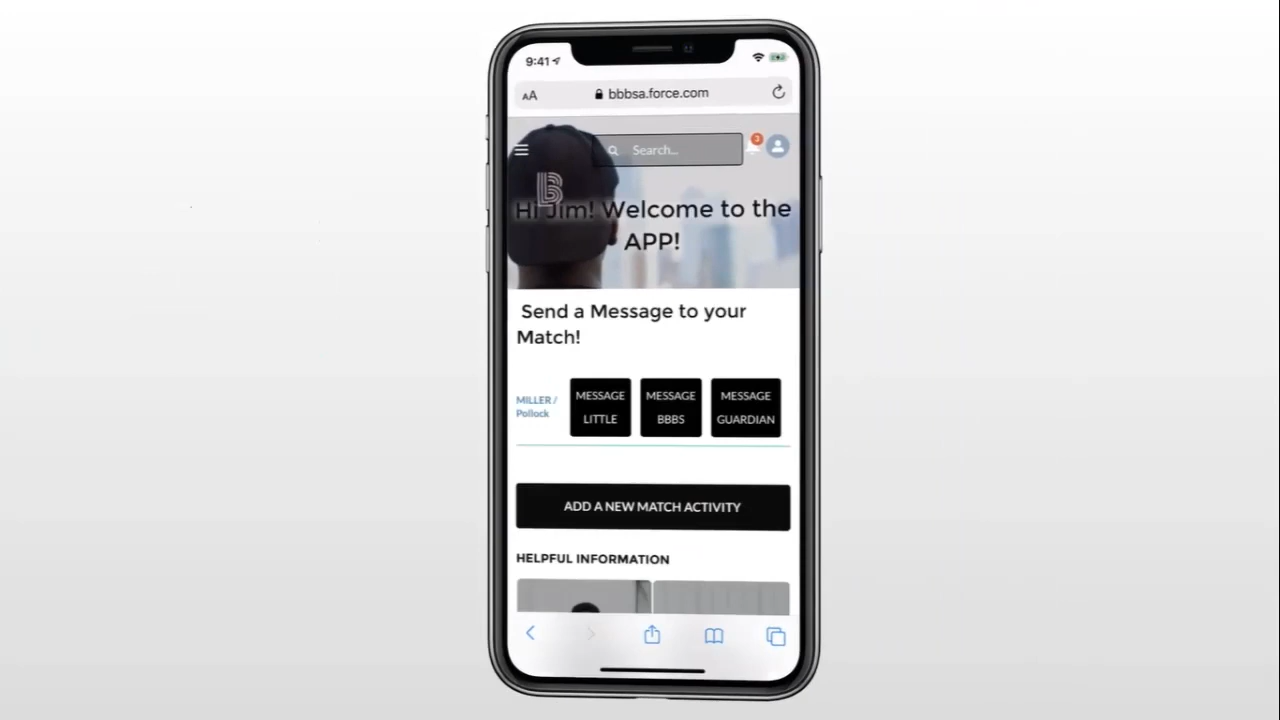 9:41
AA bbbsa.force.com
Search...
3
B
Hi Jim! Welcome to the
APP!
Send a Message to your
Match!
MILLER /
Pollock
MESSAGE
LITTLE
MESSAGE
BBBS
MESSAGE
GUARDIAN
ADD A NEW MATCH ACTIVITY
HELPFUL INFORMATION